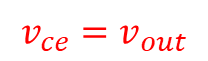 v_ce = v_out